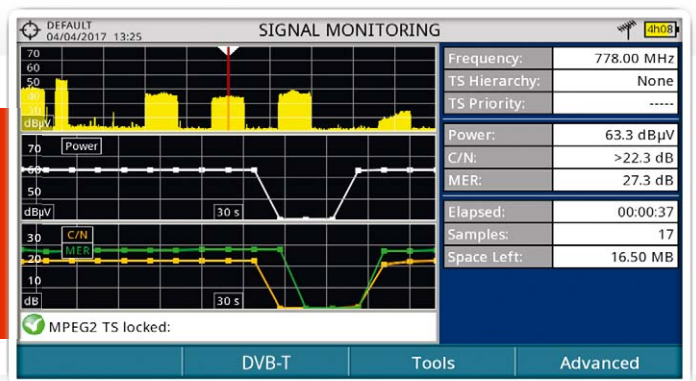 DEFAULT
04/04/2017 13:25
SIGNAL MONITORING
4h08
70
60
50
dBµV
Frequency: 778.00 MHz
TS Hierarchy: None
TS Priority: -----
70
Power
60
50
dBµV
30 s
Power: 63.3 dBµV
C/N: >22.3 dB
MER: 27.3 dB
30
C/N
MER
20
10
dB
30 s
Elapsed: 00:00:37
Samples: 17
Space Left: 16.50 MB
MPEG2 TS locked:
DVB-T
Tools
Advanced